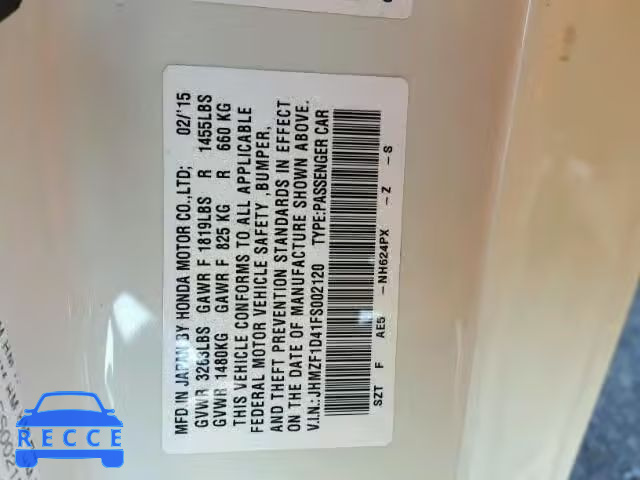 MFD IN JAPAN BY HONDA MOTOR CO.,LTD; 02/'15
GVWR 3263LBS GAWR F 1819LBS R 1455LBS
GVWR 1480KG GAWR F 825 KG R 660 KG
THIS VEHICLE CONFORMS TO ALL APPLICABLE
FEDERAL MOTOR VEHICLE SAFETY ,BUMPER,
AND THEFT PREVENTION STANDARDS IN EFFECT
ON THE DATE OF MANUFACTURE SHOWN ABOVE.
V.I.N.: JHMZF1D41FS002120 TYPE:PASSENGER CAR
SZT F AE5 -NH624PX -Z -S
RECCE